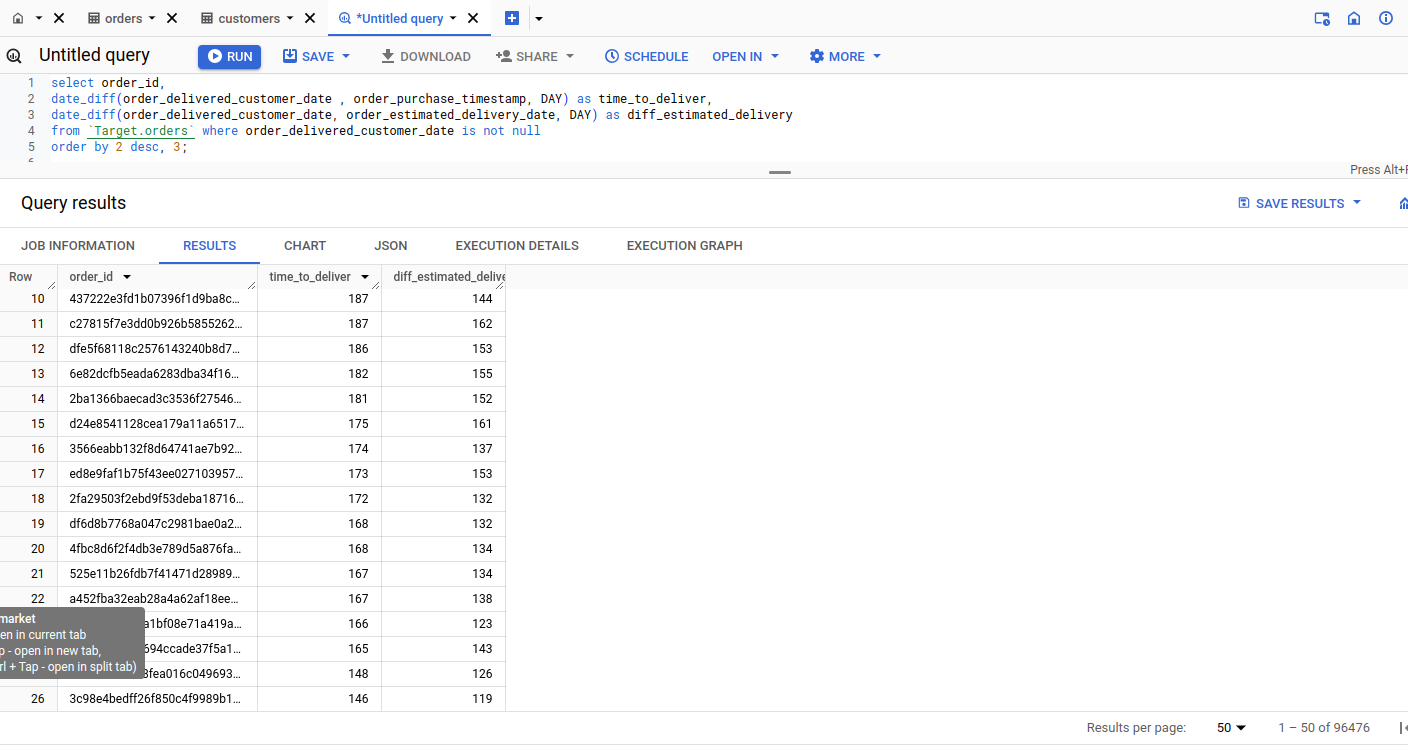 orders customers *Untitled query
Untitled query RUN SAVE DOWNLOAD SHARE SCHEDULE OPEN IN MORE
1 select order_id,
2 date_diff(order_delivered_customer_date , order_purchase_timestamp, DAY) as time_to_deliver,
3 date_diff(order_delivered_customer_date, order_estimated_delivery_date, DAY) as diff_estimated_delivery
4 from `Target.orders` where order_delivered_customer_date is not null
5 order by 2 desc, 3;
Press Alt+F
Query results SAVE RESULTS
JOB INFORMATION RESULTS CHART JSON EXECUTION DETAILS EXECUTION GRAPH
Row order_id time_to_deliver diff_estimated_delive
10 437222e3fd1b07396f1d9ba8c... 187 144
11 c27815f7e3dd0b926b5855262... 187 162
12 dfe5f68118c2576143240b8d7... 186 153
13 6e82dcfb5eada6283dba34f16... 182 155
14 2ba1366baecad3c3536f27546... 181 152
15 d24e8541128cea179a11a6517... 175 161
16 3566eabb132f8d64741ae7b92... 174 137
17 ed8e9faf1b75f43ee027103957... 173 153
18 2fa29503f2ebd9f53deba18716... 172 132
19 df6d8b7768a047c2981bae0a2... 168 132
20 4fbc8d6f2f4db3e789d5a876fa... 168 134
21 525e11b26fdb7f41471d28989... 167 134
22 a452fba32eab28a4a62af18ee... 167 138
market
en in current tab
a1bf08e71a419a... 166 123
p - open in new tab,
694ccade37f5a1... 165 143
rl + Tap - open in split tab)
3fea016c049693... 148 126
26 3c98e4bedff26f850c4f9989b1... 146 119
Results per page: 50 1 – 50 of 96476